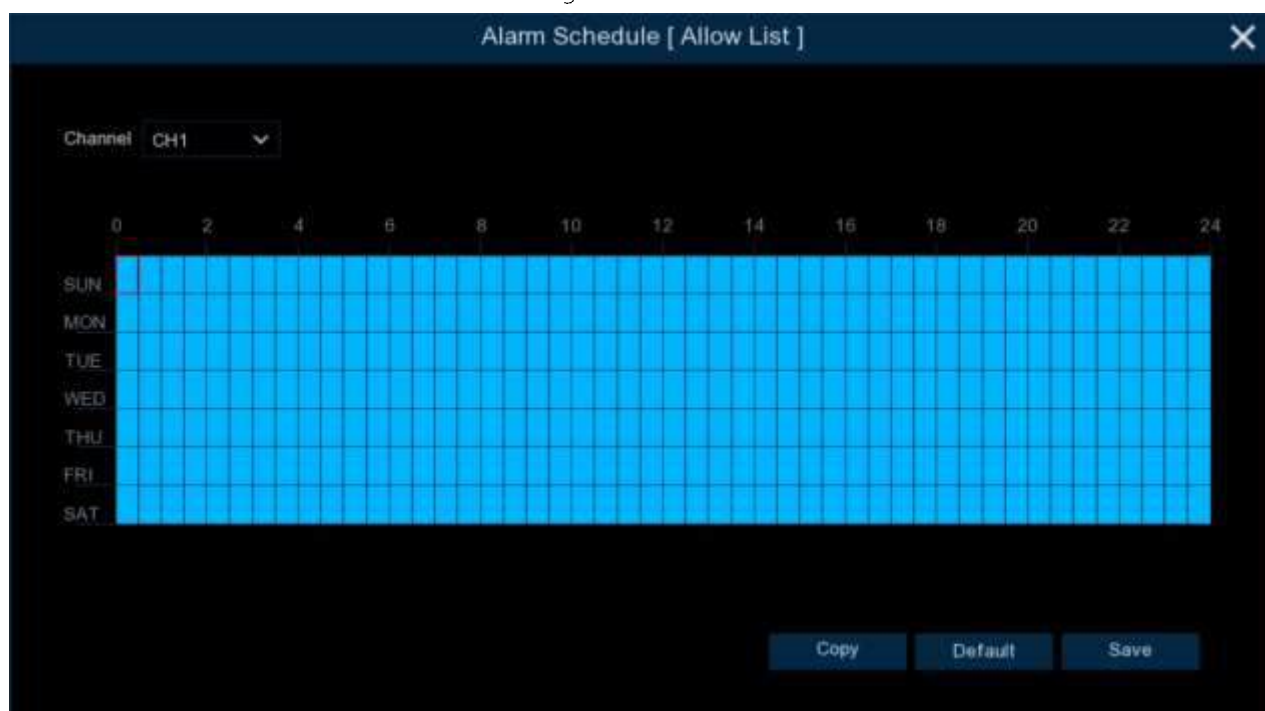 Alarm Schedule [ Allow List ]
Channel CH1
0 2 4 6 8 10 12 14 16 18 20 22 24
SUN
MON
TUE
WED
THU
FRI
SAT
Copy Default Save